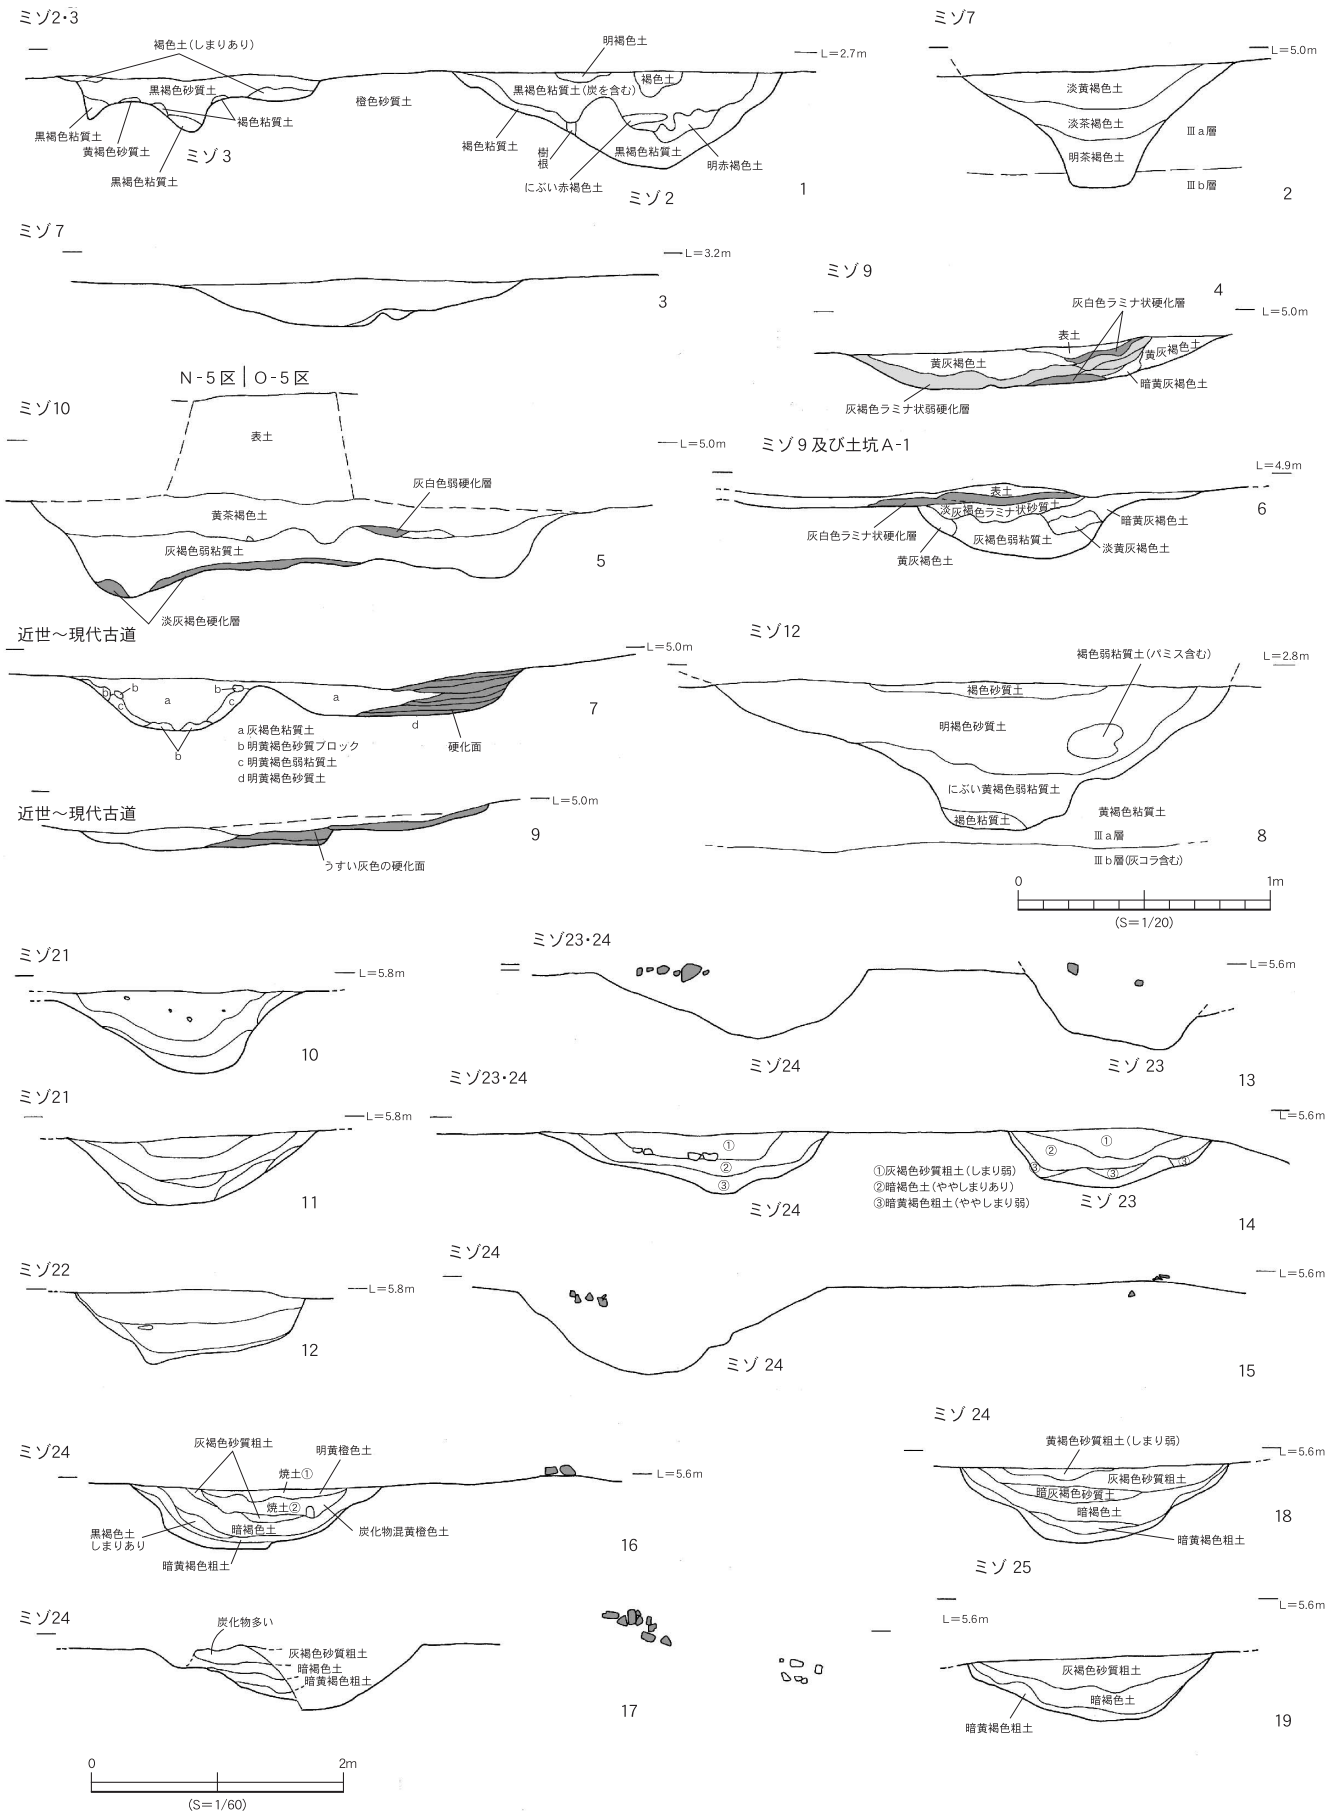 ミゾ2・3
褐色土(しまりあり)
黒褐色砂質土
黒褐色粘質土
黄褐色砂質土
褐色粘質土
ミゾ3
黒褐色粘質土
橙色砂質土
明褐色土
褐色土
L=2.7m
黒褐色粘質土(炭を含む)
褐色粘質土
樹根
黒褐色粘質土
明赤褐色土
にぶい赤褐色土
ミゾ2
1
ミゾ7
L=5.0m
淡黄褐色土
淡茶褐色土
Ⅲa層
明茶褐色土
Ⅲb層
2
ミゾ7
L=3.2m
3
ミゾ9
4
灰白色ラミナ状硬化層
L=5.0m
表土
黄灰褐色土
黄灰褐色土
暗黄灰褐色土
灰褐色ラミナ状弱硬化層
N-5区|O-5区
ミゾ10
表土
L=5.0m
灰白色弱硬化層
黄茶褐色土
灰褐色弱粘質土
5
淡灰褐色硬化層
ミゾ9及び土坑A-1
L=4.9m
表土
淡灰褐色ラミナ状砂質土
6
暗黄灰褐色土
灰白色ラミナ状硬化層
灰褐色弱粘質土
淡黄灰褐色土
黄灰褐色土
近世～現代古道
L=5.0m
b
b
b
a
a
c
c
7
d
b
a 灰褐色粘質土
b 明黄褐色砂質ブロック
c 明黄褐色弱粘質土
d 明黄褐色砂質土
硬化面
ミゾ12
褐色弱粘質土(パミス含む)
L=2.8m
褐色砂質土
明褐色砂質土
にぶい黄褐色弱粘質土
褐色粘質土
黄褐色粘質土
Ⅲa層
8
Ⅲb層(灰コラ含む)
近世～現代古道
L=5.0m
9
うすい灰色の硬化面
0
1m
(S=1/20)
ミゾ21
L=5.8m
10
ミゾ23・24
L=5.6m
ミゾ24
ミゾ23
13
ミゾ21
L=5.8m
11
ミゾ23・24
L=5.6m
①
②
③
①
②
③
③
③
①灰褐色砂質粗土(しまり弱)
②暗褐色土(ややしまりあり)
③暗黄褐色粗土(ややしまり弱)
ミゾ24
ミゾ23
14
ミゾ22
L=5.8m
12
ミゾ24
L=5.6m
ミゾ24
15
ミゾ24
灰褐色砂質粗土
明黄橙色土
焼土①
L=5.6m
焼土②
暗褐色土
黒褐色土
しまりあり
炭化物混黄橙色土
暗黄褐色粗土
16
ミゾ24
黄褐色砂質粗土(しまり弱)
L=5.6m
灰褐色砂質粗土
暗灰褐色砂質土
暗褐色土
18
暗黄褐色粗土
ミゾ24
炭化物多い
灰褐色砂質粗土
暗褐色土
暗黄褐色粗土
17
ミゾ25
L=5.6m
L=5.6m
灰褐色砂質粗土
暗褐色土
暗黄褐色粗土
19
0
2m
(S=1/60)